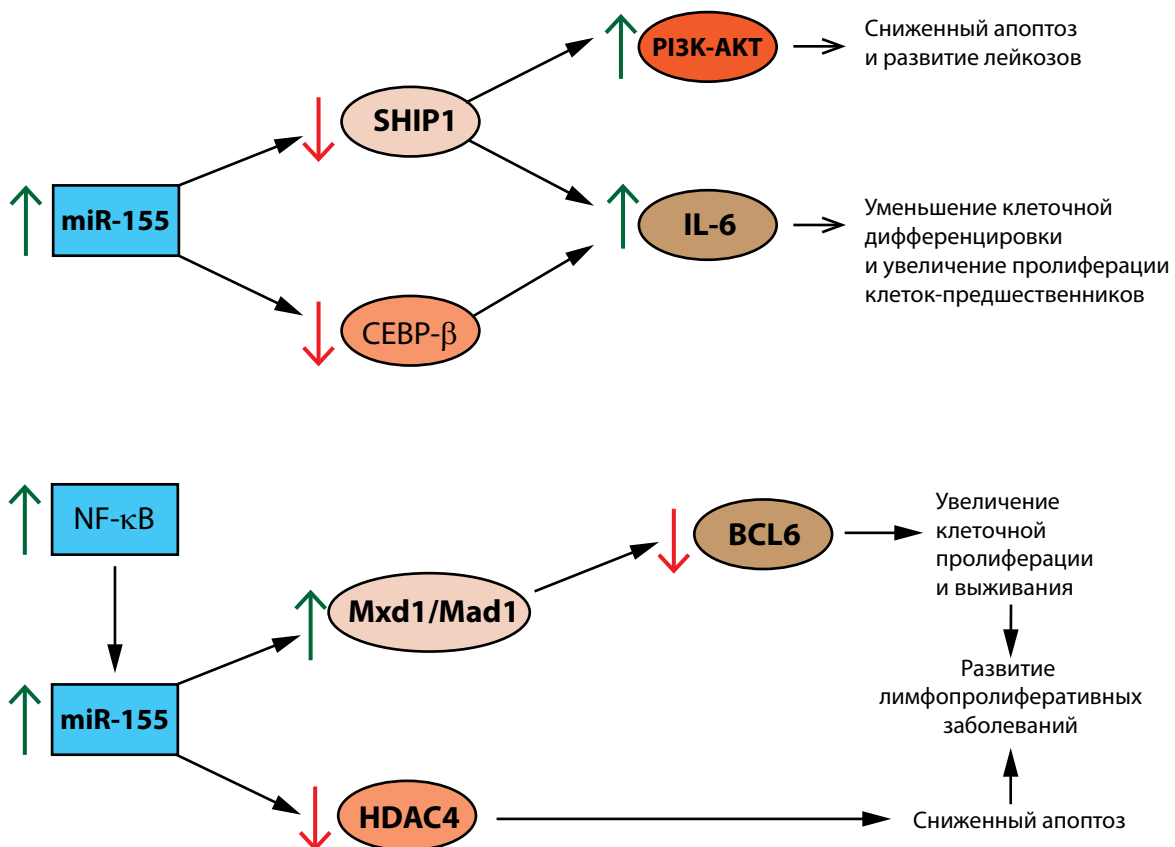 PI3K-AKT
Сниженный апоптоз
и развитие лейкозов
SHIP1
miR-155
IL-6
Уменьшение клеточной
дифференцировки
и увеличение пролиферации
клеток-предшественников
CEBP-β
NF-κB
BCL6
Увеличение
клеточной
пролиферации
и выживания
Mxd1/Mad1
miR-155
Развитие
лимфопролиферативных
заболеваний
HDAC4
Сниженный апоптоз